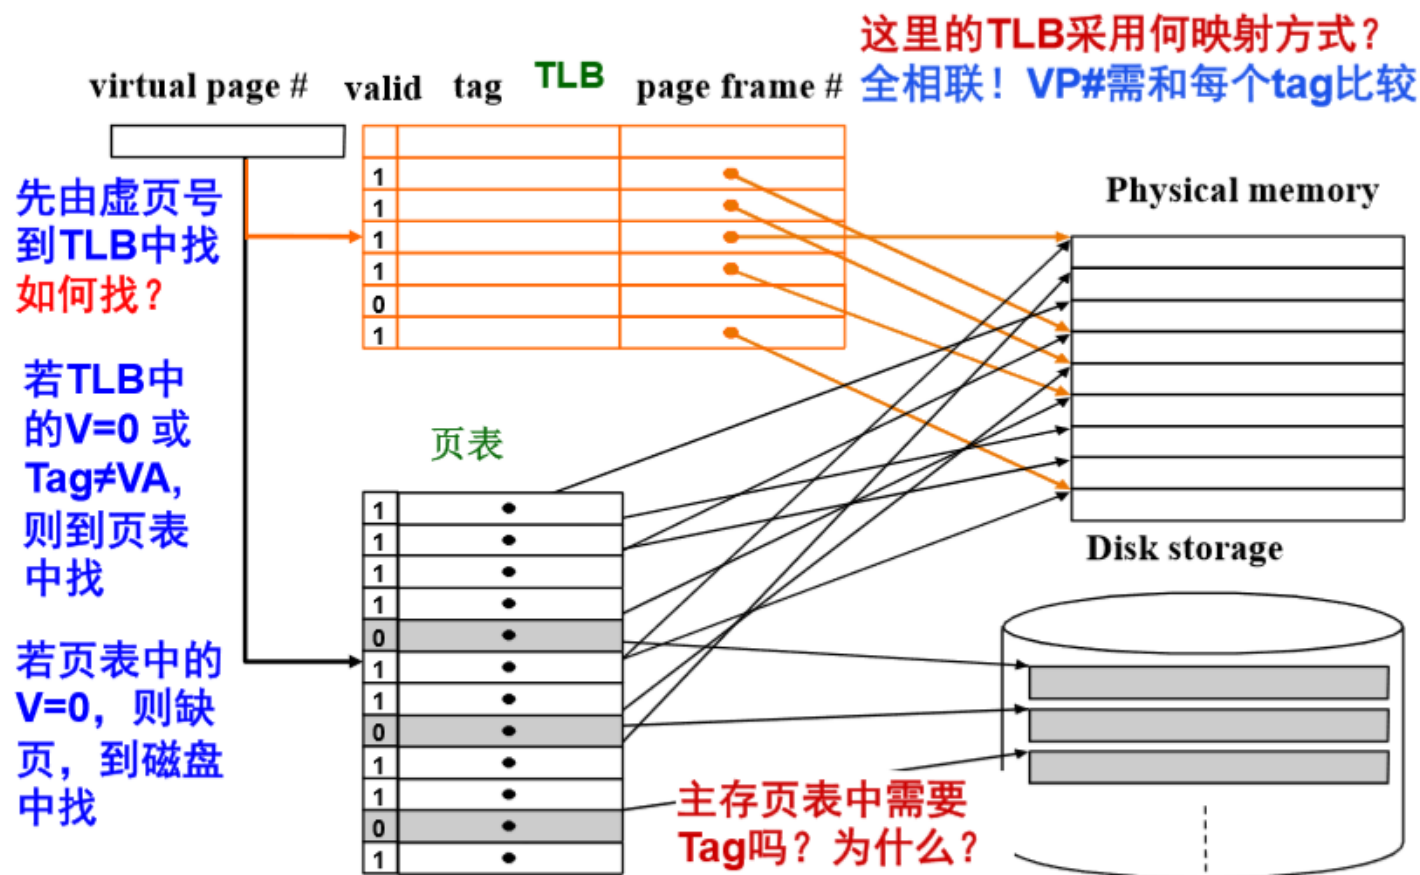 这里的TLB采用何映射方式？
全相联！VP#需和每个tag比较
virtual page #
valid
tag
TLB
page frame #
1
1
1
1
0
1
先由虚页号
到TLB中找
如何找？
Physical memory
若TLB中
的V=0 或
Tag≠VA,
则到页表
中找
页表
1
1
1
1
0
1
1
0
1
1
0
1
Disk storage
若页表中的
V=0，则缺
页，到磁盘
中找
主存页表中需要
Tag吗？为什么？